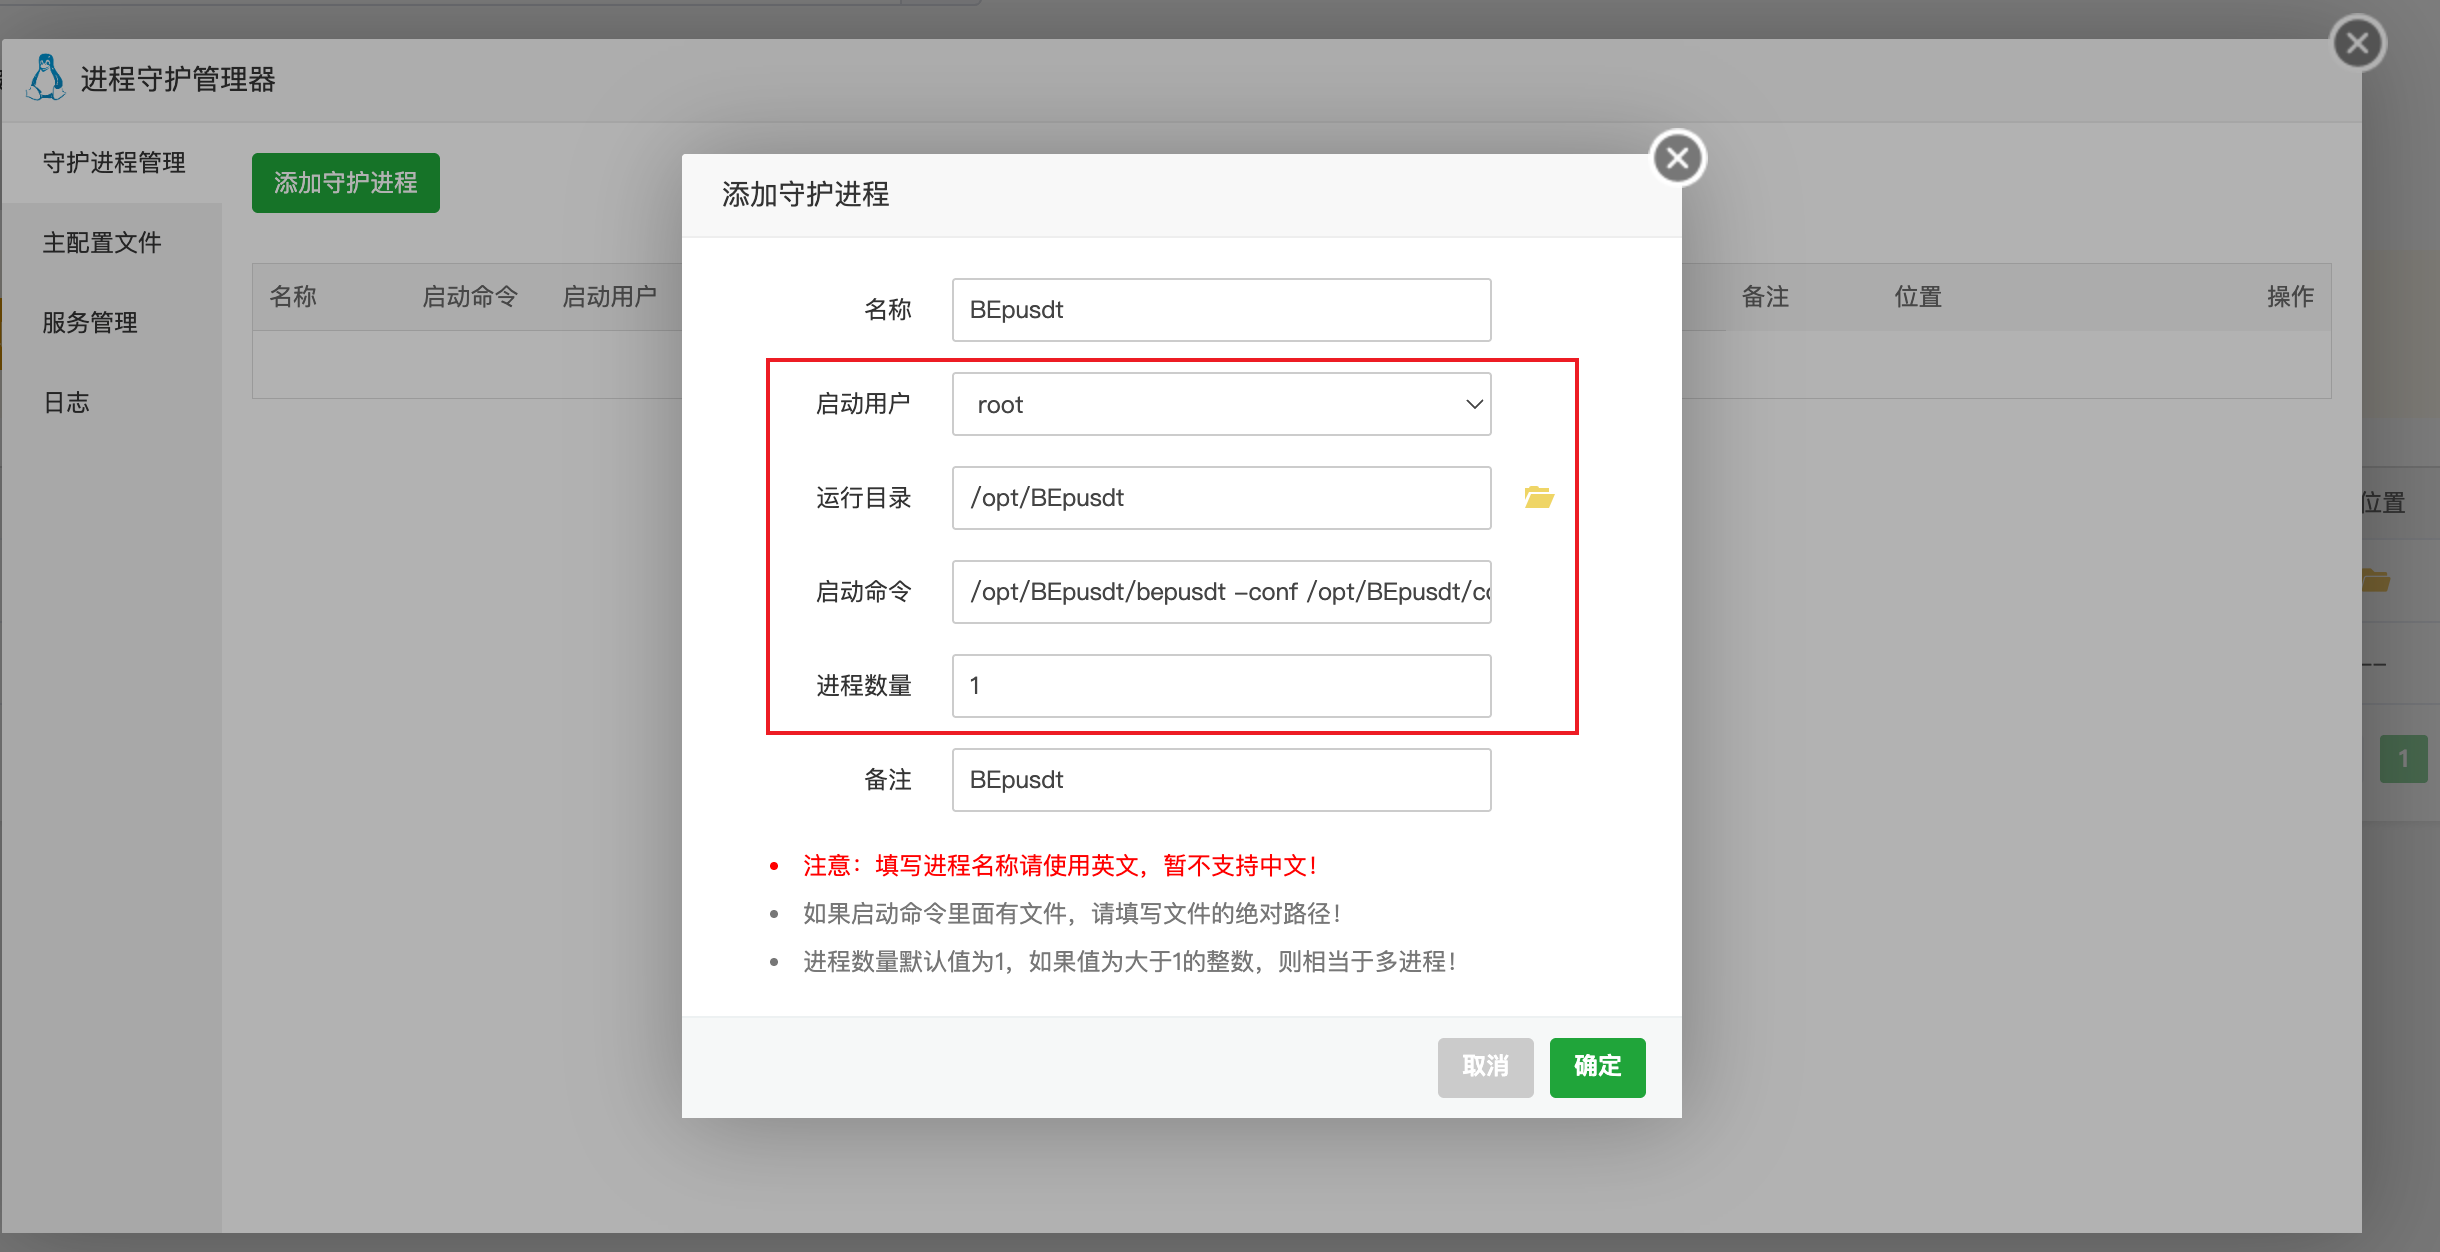 进程守护管理器
守护进程管理
主配置文件
服务管理
日志
添加守护进程
名称 启动命令 启动用户 备注 位置 操作
添加守护进程
名称 BEpusdt
启动用户 root
运行目录 /opt/BEpusdt
启动命令 /opt/BEpusdt/bepusdt -conf /opt/BEpusdt/co
进程数量 1
备注 BEpusdt
注意：填写进程名称请使用英文，暂不支持中文！
如果启动命令里面有文件，请填写文件的绝对路径！
进程数量默认值为1，如果值为大于1的整数，则相当于多进程！
取消 确定
位置
--
1